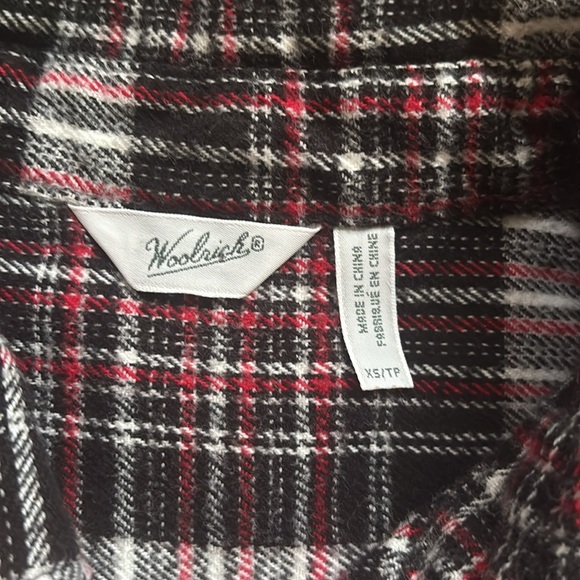 Woolrich®
MADE IN CHINA
FABRIQUÉ EN CHINE
XS/TP